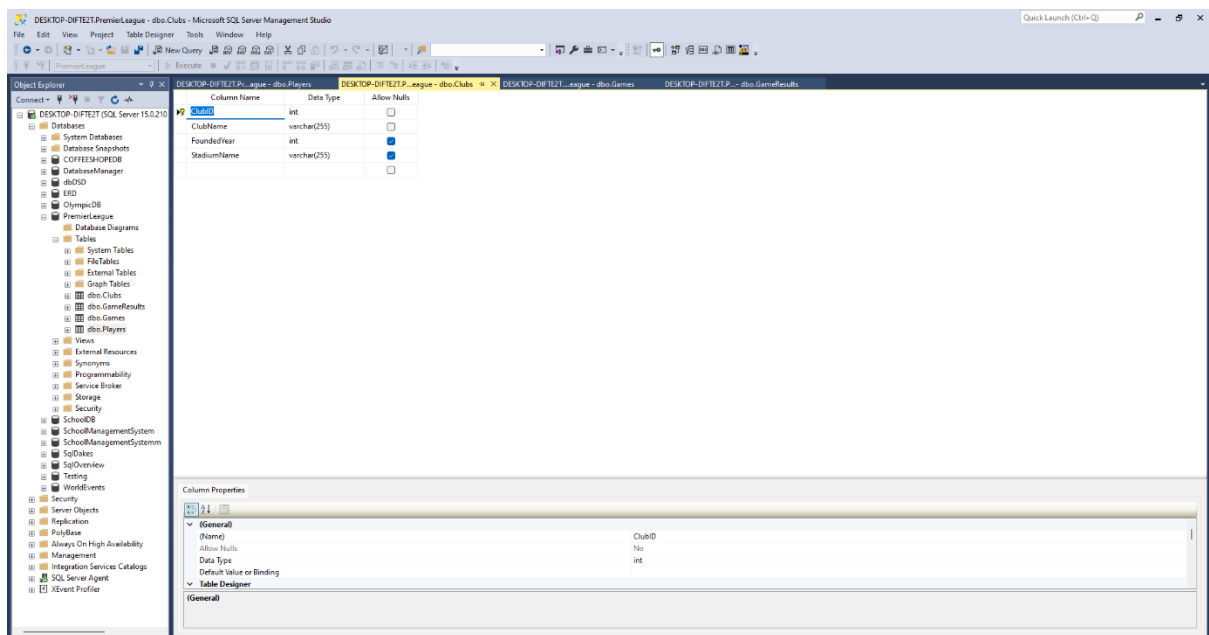 DESKTOP-DIFTE2T.PremierLeague - dbo.Clubs - Microsoft SQL Server Management Studio
Quick Launch (Ctrl+Q)
File Edit View Project Table Designer Tools Window Help
New Query
PremierLeague
Execute
Object Explorer
DESKTOP-DIFTE2T.Pr...ague - dbo.Players
DESKTOP-DIFTE2T.P...eague - dbo.Clubs
DESKTOP-DIFTE2T....eague - dbo.Games
DESKTOP-DIFTE2T.P...- dbo.GameResults
Connect
Column Name Data Type Allow Nulls
ClubID int
ClubName varchar(255)
FoundedYear int
StadiumName varchar(255)
DESKTOP-DIFTE2T (SQL Server 15.0.210
Databases
System Databases
Database Snapshots
COFFEESHOPEDB
DatabaseManager
dbDSD
ERD
OlympicDB
PremierLeague
Database Diagrams
Tables
System Tables
FileTables
External Tables
Graph Tables
dbo.Clubs
dbo.GameResults
dbo.Games
dbo.Players
Views
External Resources
Synonyms
Programmability
Service Broker
Storage
Security
SchoolDB
SchoolManagementSystem
SchoolManagementSystemm
SqlDakes
SqlOverview
Testing
WorldEvents
Security
Server Objects
Replication
PolyBase
Always On High Availability
Management
Integration Services Catalogs
SQL Server Agent
XEvent Profiler
Column Properties
(General)
(Name) ClubID
Allow Nulls No
Data Type int
Default Value or Binding
Table Designer
(General)